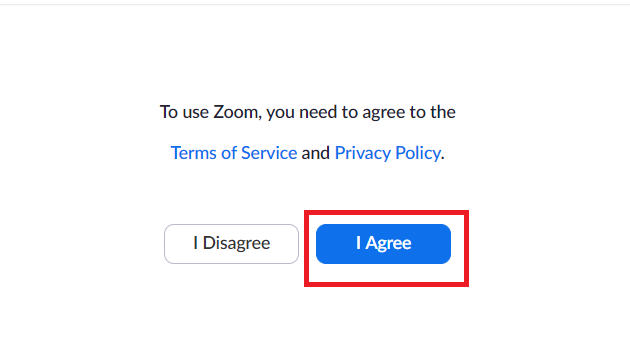 To use Zoom, you need to agree to the
Terms of Service and Privacy Policy.
I Disagree
I Agree